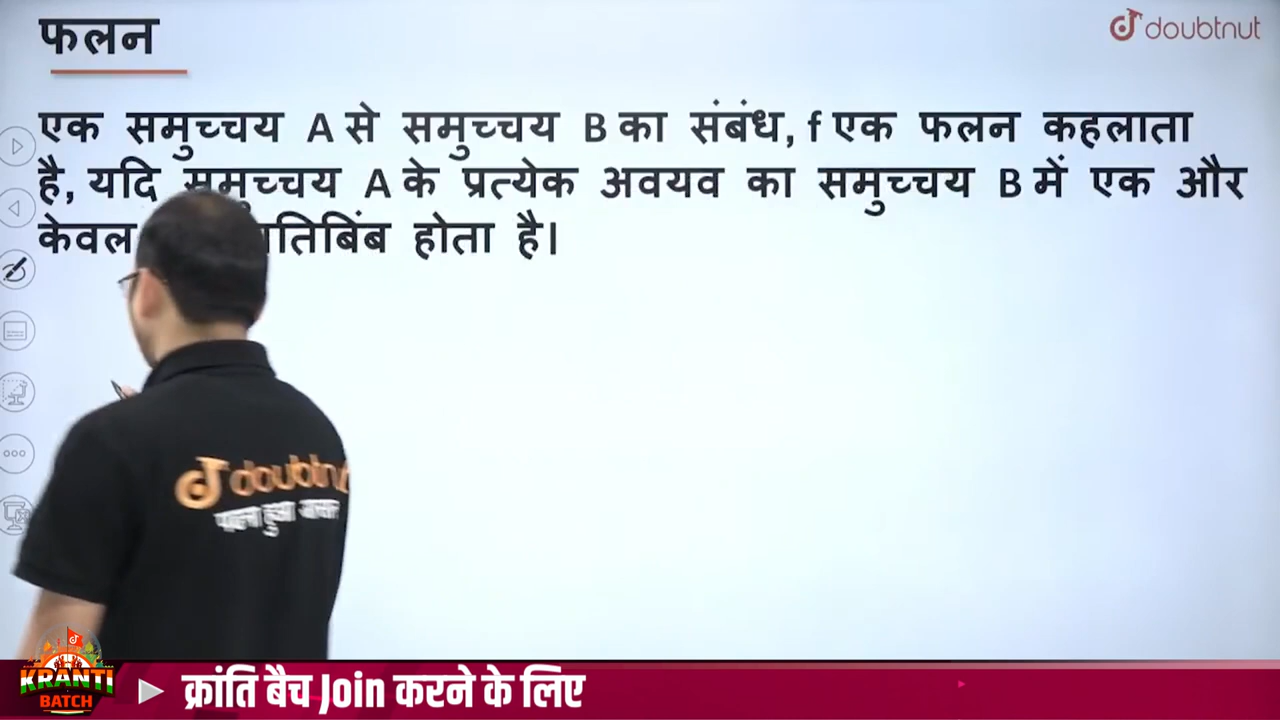 फलन
doubtnut
एक समुच्चय A से समुच्चय B का संबंध, f एक फलन कहलाता
है, यदि समुच्चय A के प्रत्येक अवयव का समुच्चय B में एक और
केवल होता है।
doubtnut
हुआ
KRANTI
BATCH
क्रांति बैच Join करने के लिए